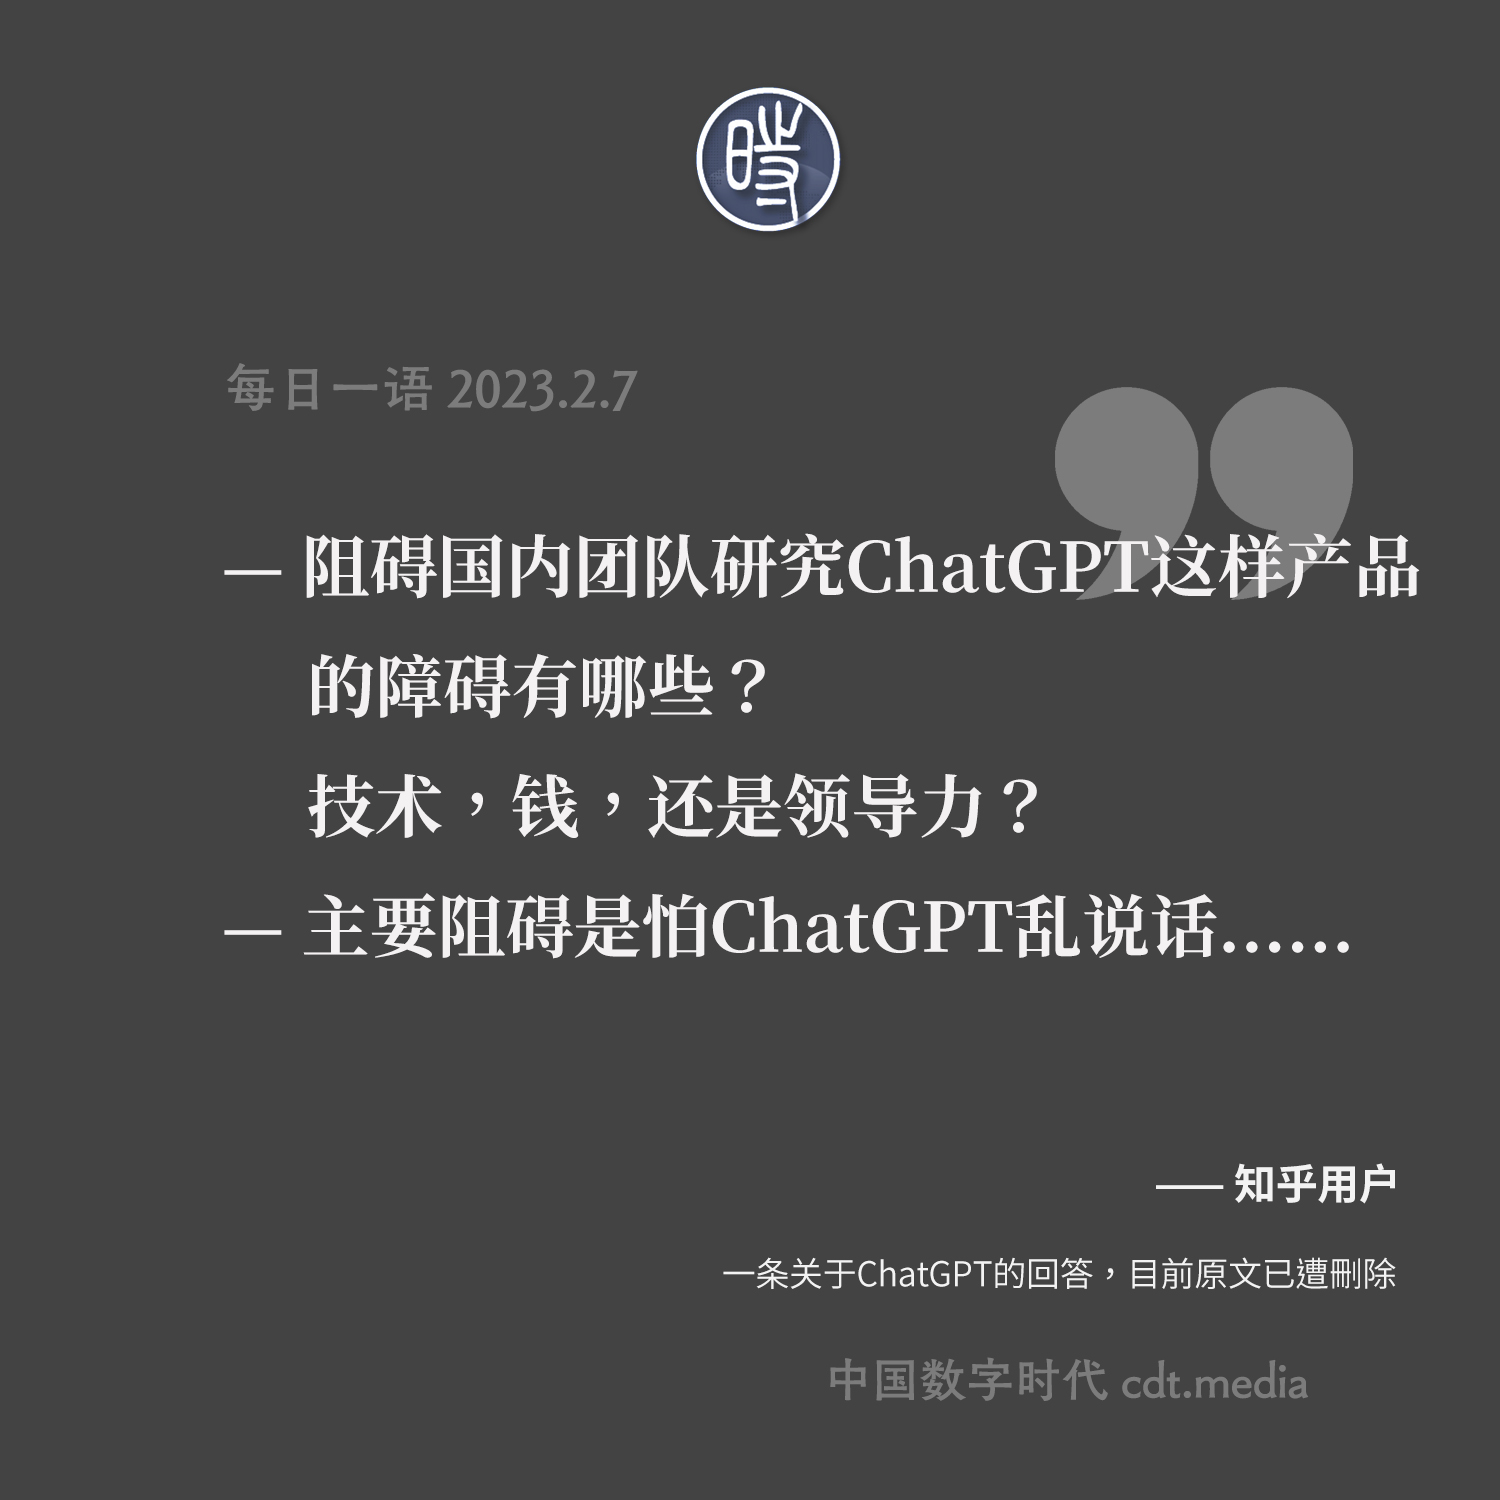 時
每日一语 2023.2.7
— 阻碍国内团队研究ChatGPT这样产品
的障碍有哪些？
技术，钱，还是领导力？
— 主要阻碍是怕ChatGPT乱说话……
—— 知乎用户
一条关于ChatGPT的回答，目前原文已遭刪除
中国数字时代 cdt.media